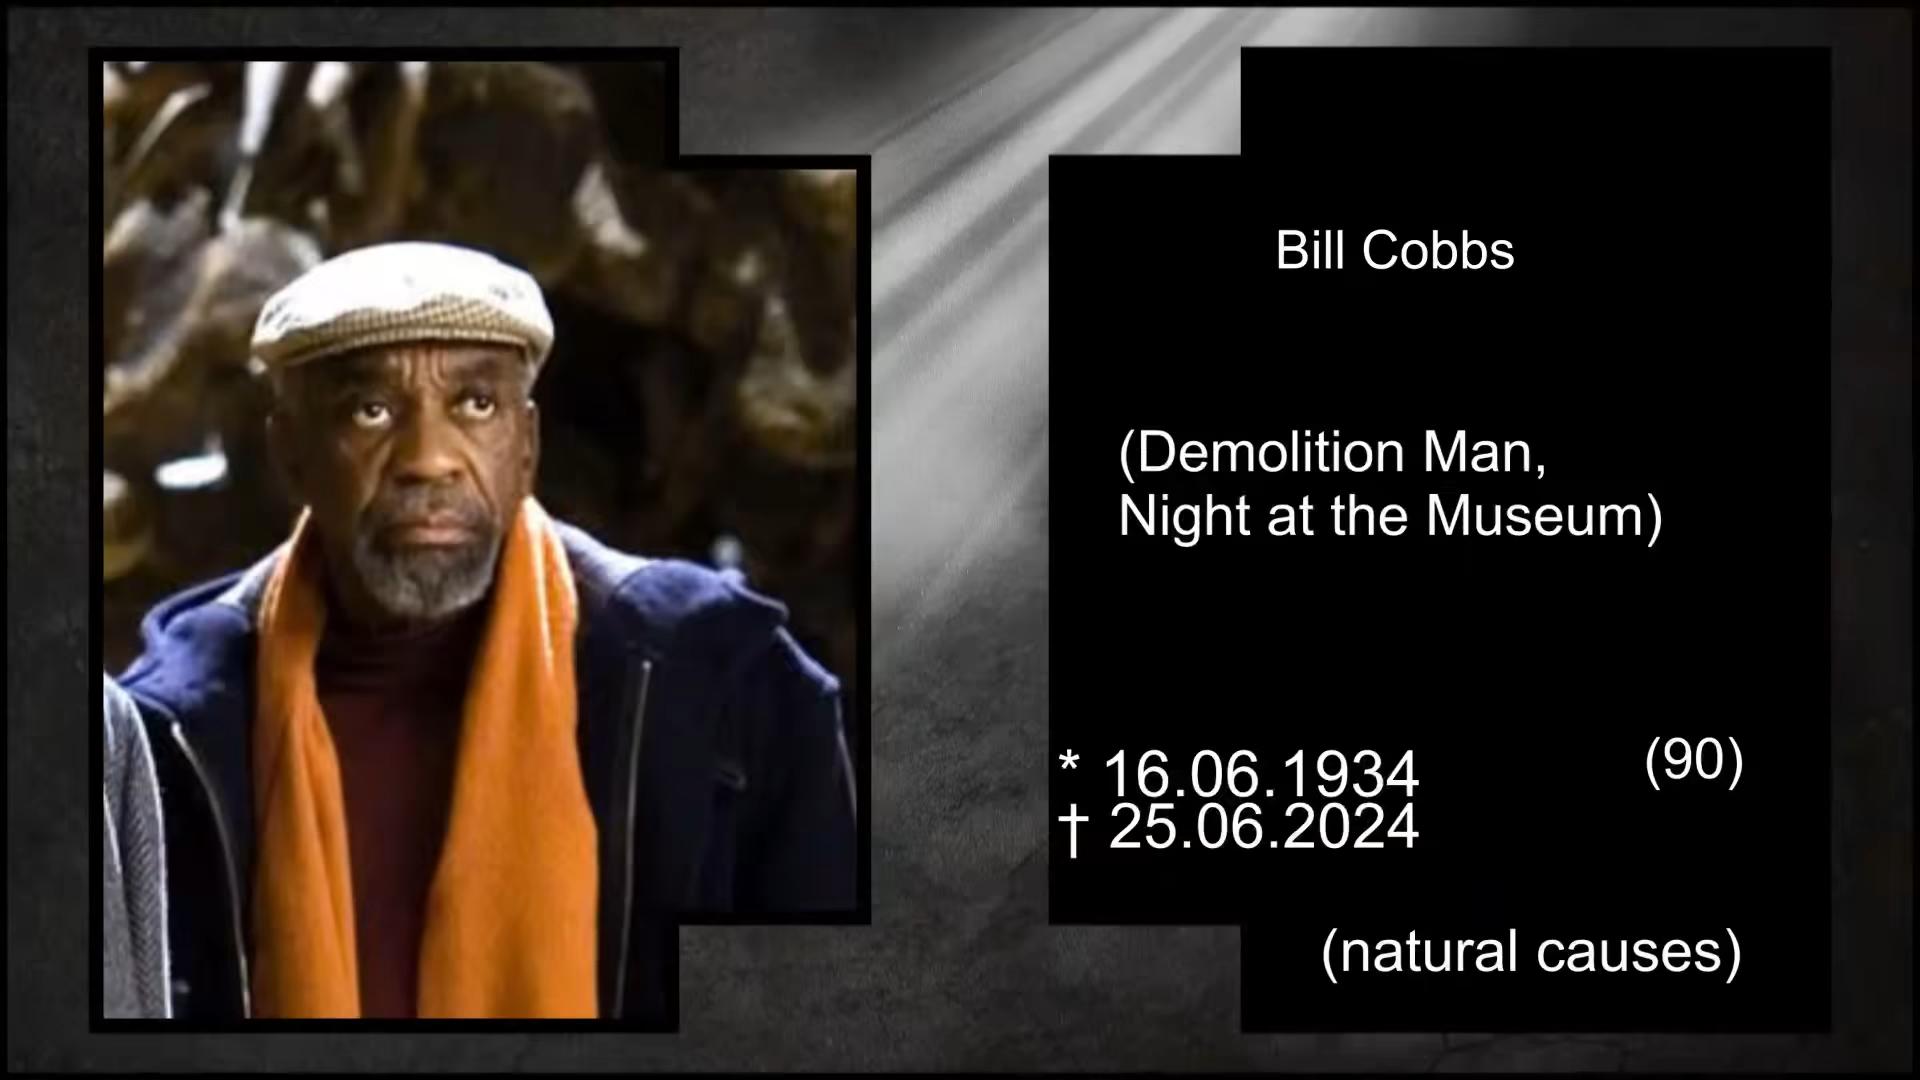 Bill Cobbs
(Demolition Man,
Night at the Museum)
* 16.06.1934
(90)
† 25.06.2024
(natural causes)